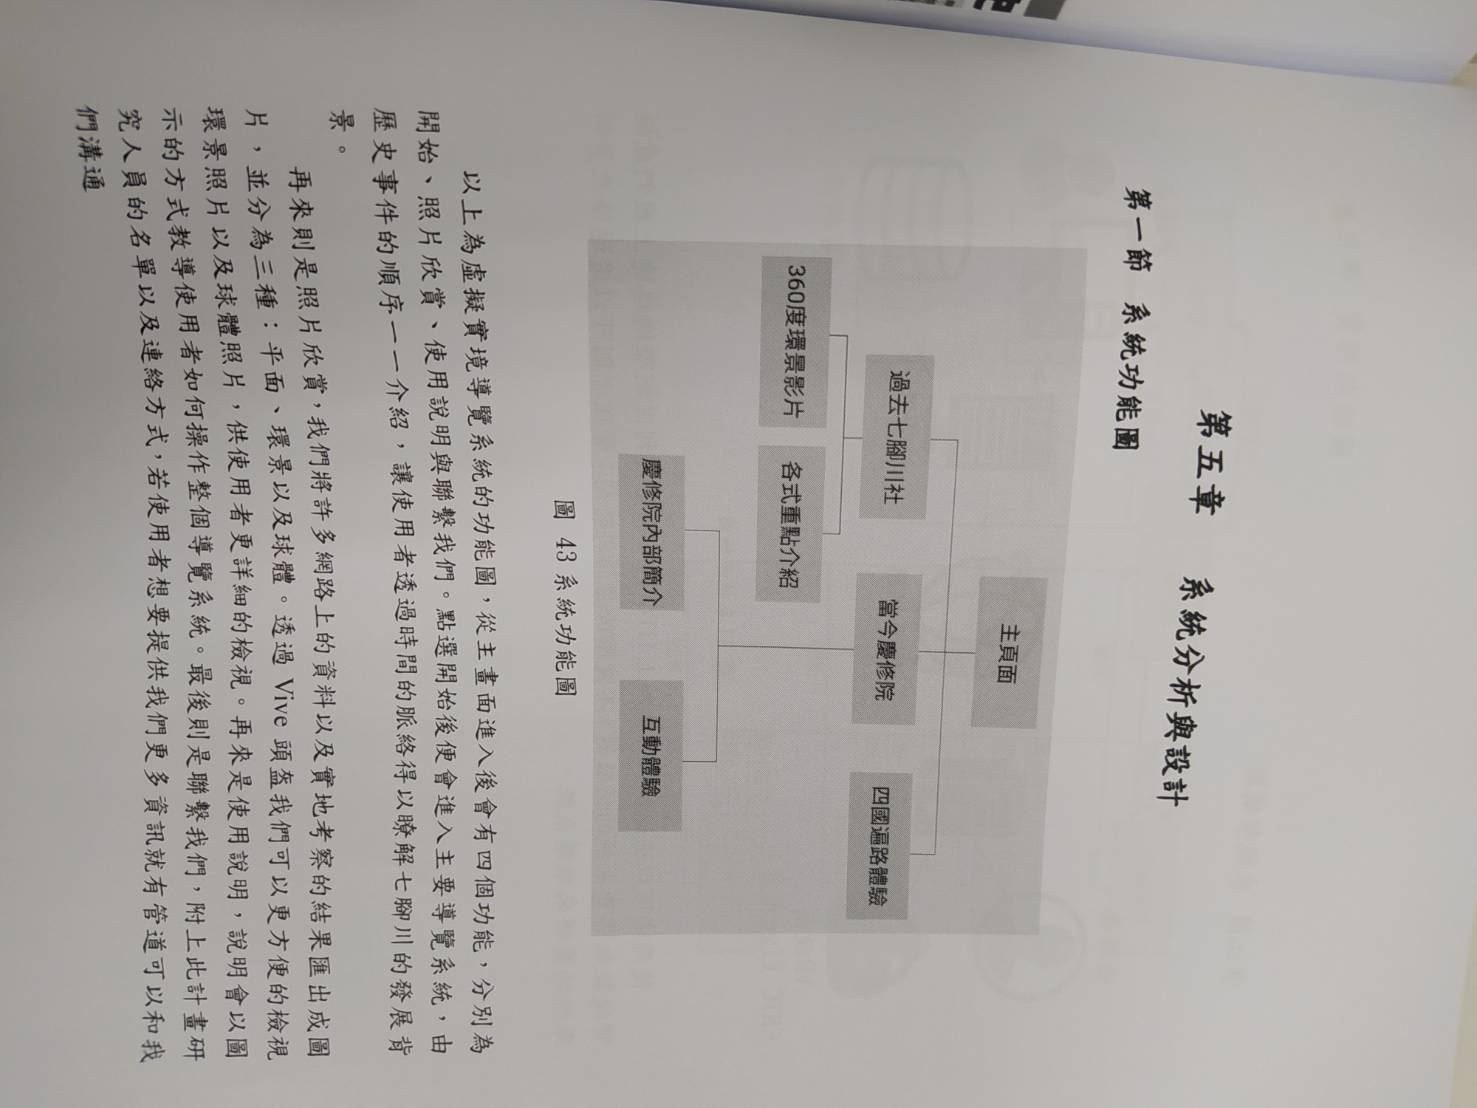 第五章 系統分析與設計
第一節 系統功能圖
主頁面
過去七腳川社
當今慶修院
四國遍路體驗
360度環景影片
各式重點介紹
慶修院內部簡介
互動體驗
圖 43 系統功能圖
以上為虛擬實境導覽系統的功能圖，從主畫面進入後會有四個功能，分別為
開始、照片欣賞、使用說明與聯繫我們。點選開始後便會進入主要導覽系統，由
歷史事件的順序一一介紹，讓使用者透過時間的脈絡得以瞭解七腳川的發展背
景。
再來則是照片欣賞，我們將許多網路上的資料以及實地考察的結果匯出成圖
片，並分為三種：平面、環景以及球體。透過 Vive 頭盔我們可以更方便的檢視
環景照片以及球體照片，供使用者更詳細的檢視。再來是使用說明，說明會以圖
示的方式教導使用者如何操作整個導覽系統。最後則是聯繫我們，附上此計畫研
究人員的名單以及連絡方式，若使用者想要提供我們更多資訊就有管道可以和我
們溝通